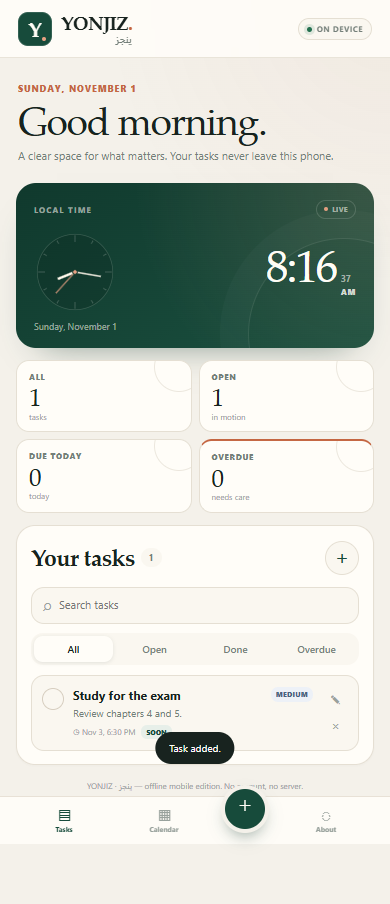 Y.
YONJIZ.
ينجز
ON DEVICE
SUNDAY, NOVEMBER 1
Good morning.
A clear space for what matters. Your tasks never leave this phone.
LOCAL TIME
LIVE
8:16
37
AM
Sunday, November 1
ALL
1
tasks
OPEN
1
in motion
DUE TODAY
0
today
OVERDUE
0
needs care
Your tasks
1
+
Search tasks
All
Open
Done
Overdue
Study for the exam
MEDIUM
Review chapters 4 and 5.
Nov 3, 6:30 PM
SOON
Task added.
YONJIZ · ينجز — offline mobile edition. No server.
+
Tasks
Calendar
About